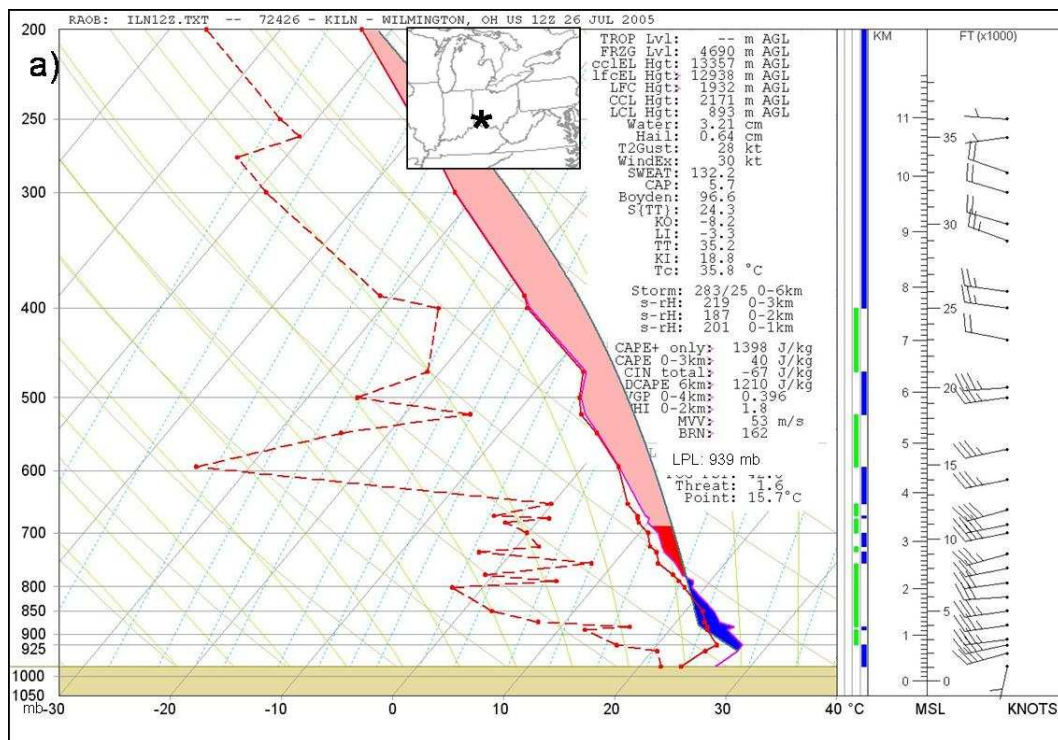 RAOB: ILN12Z.TXT -- 72426 - KILN - WILMINGTON, OH US 12Z 26 JUL 2005
a)
200
250
300
400
500
600
700
800
850
900
925
1000
1050
mb
-30
-20
-10
0
10
20
30
40
°C
TROP Lvl: -- m AGL
FRZG Lvl: 4690 m AGL
cclEL Hgt: 13357 m AGL
lfcEL Hgt: 12938 m AGL
LFC Hgt: 1932 m AGL
CCL Hgt: 2171 m AGL
LCL Hgt: 893 m AGL
Water: 3.21 cm
Hail: 0.64 cm
T2Gust: 28 kt
WindEx: 30 kt
SWEAT: 132.2
CAP: 5.7
Boyden: 96.6
S{TT}: 24.3
KO: -8.2
LI: -3.3
TT: 35.2
KI: 18.8
Tc: 35.8 °C
Storm: 283/25 0-6km
s-rH: 219 0-3km
s-rH: 187 0-2km
s-rH: 201 0-1km
CAPE+ only: 1398 J/kg
CAPE 0-3km: 40 J/kg
CIN total: -67 J/kg
DCAPE 6km: 1210 J/kg
VGP 0-4km: 0.396
HI 0-2km: 1.8
MVV: 53 m/s
BRN: 162
LPL: 939 mb
Threat: 1.6
Point: 15.7°C
KM
11
10
9
8
7
6
5
4
3
2
1
0
MSL
FT (x1000)
35
30
25
20
15
10
5
0
KNOTS